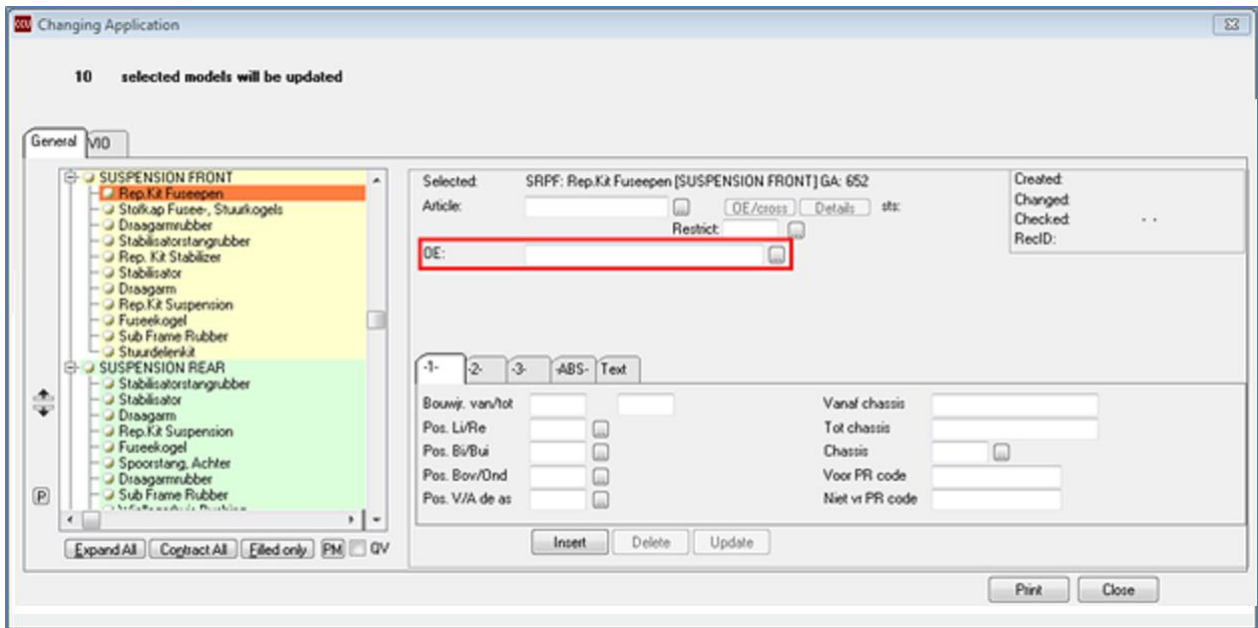 CCU Changing Application
10 selected models will be updated
General VIO
SUSPENSION FRONT
Rep.Kit Fuseepen
Stofkap Fusee-, Stuurkogels
Draagarmrubber
Stabilisatorstangrubber
Rep. Kit Stabilizer
Stabilisator
Draagarm
Rep.Kit Suspension
Fuseekogel
Sub Frame Rubber
Stuurdelenkit
SUSPENSION REAR
Stabilisatorstangrubber
Stabilisator
Draagarm
Rep.Kit Suspension
Fuseekogel
Spoorstang, Achter
Draagarmrubber
Sub Frame Rubber
P
Expand All Contract All Filled only PM QV
Selected: SRPF: Rep.Kit Fuseepen [SUSPENSION FRONT] GA: 652
Article: ... OE/cross Details sts:
Restrict: ...
OE: ...
Created:
Changed:
Checked: - -
RecID:
-1- -2- -3- -ABS- Text
Bouwjr. van/tot Vanaf chassis
Pos. Li/Re ... Tot chassis
Pos. Bi/Bui ... Chassis ...
Pos. Bov/Ond ... Voor PR code
Pos. V/A de as ... Niet vr PR code
Insert Delete Update
Print Close